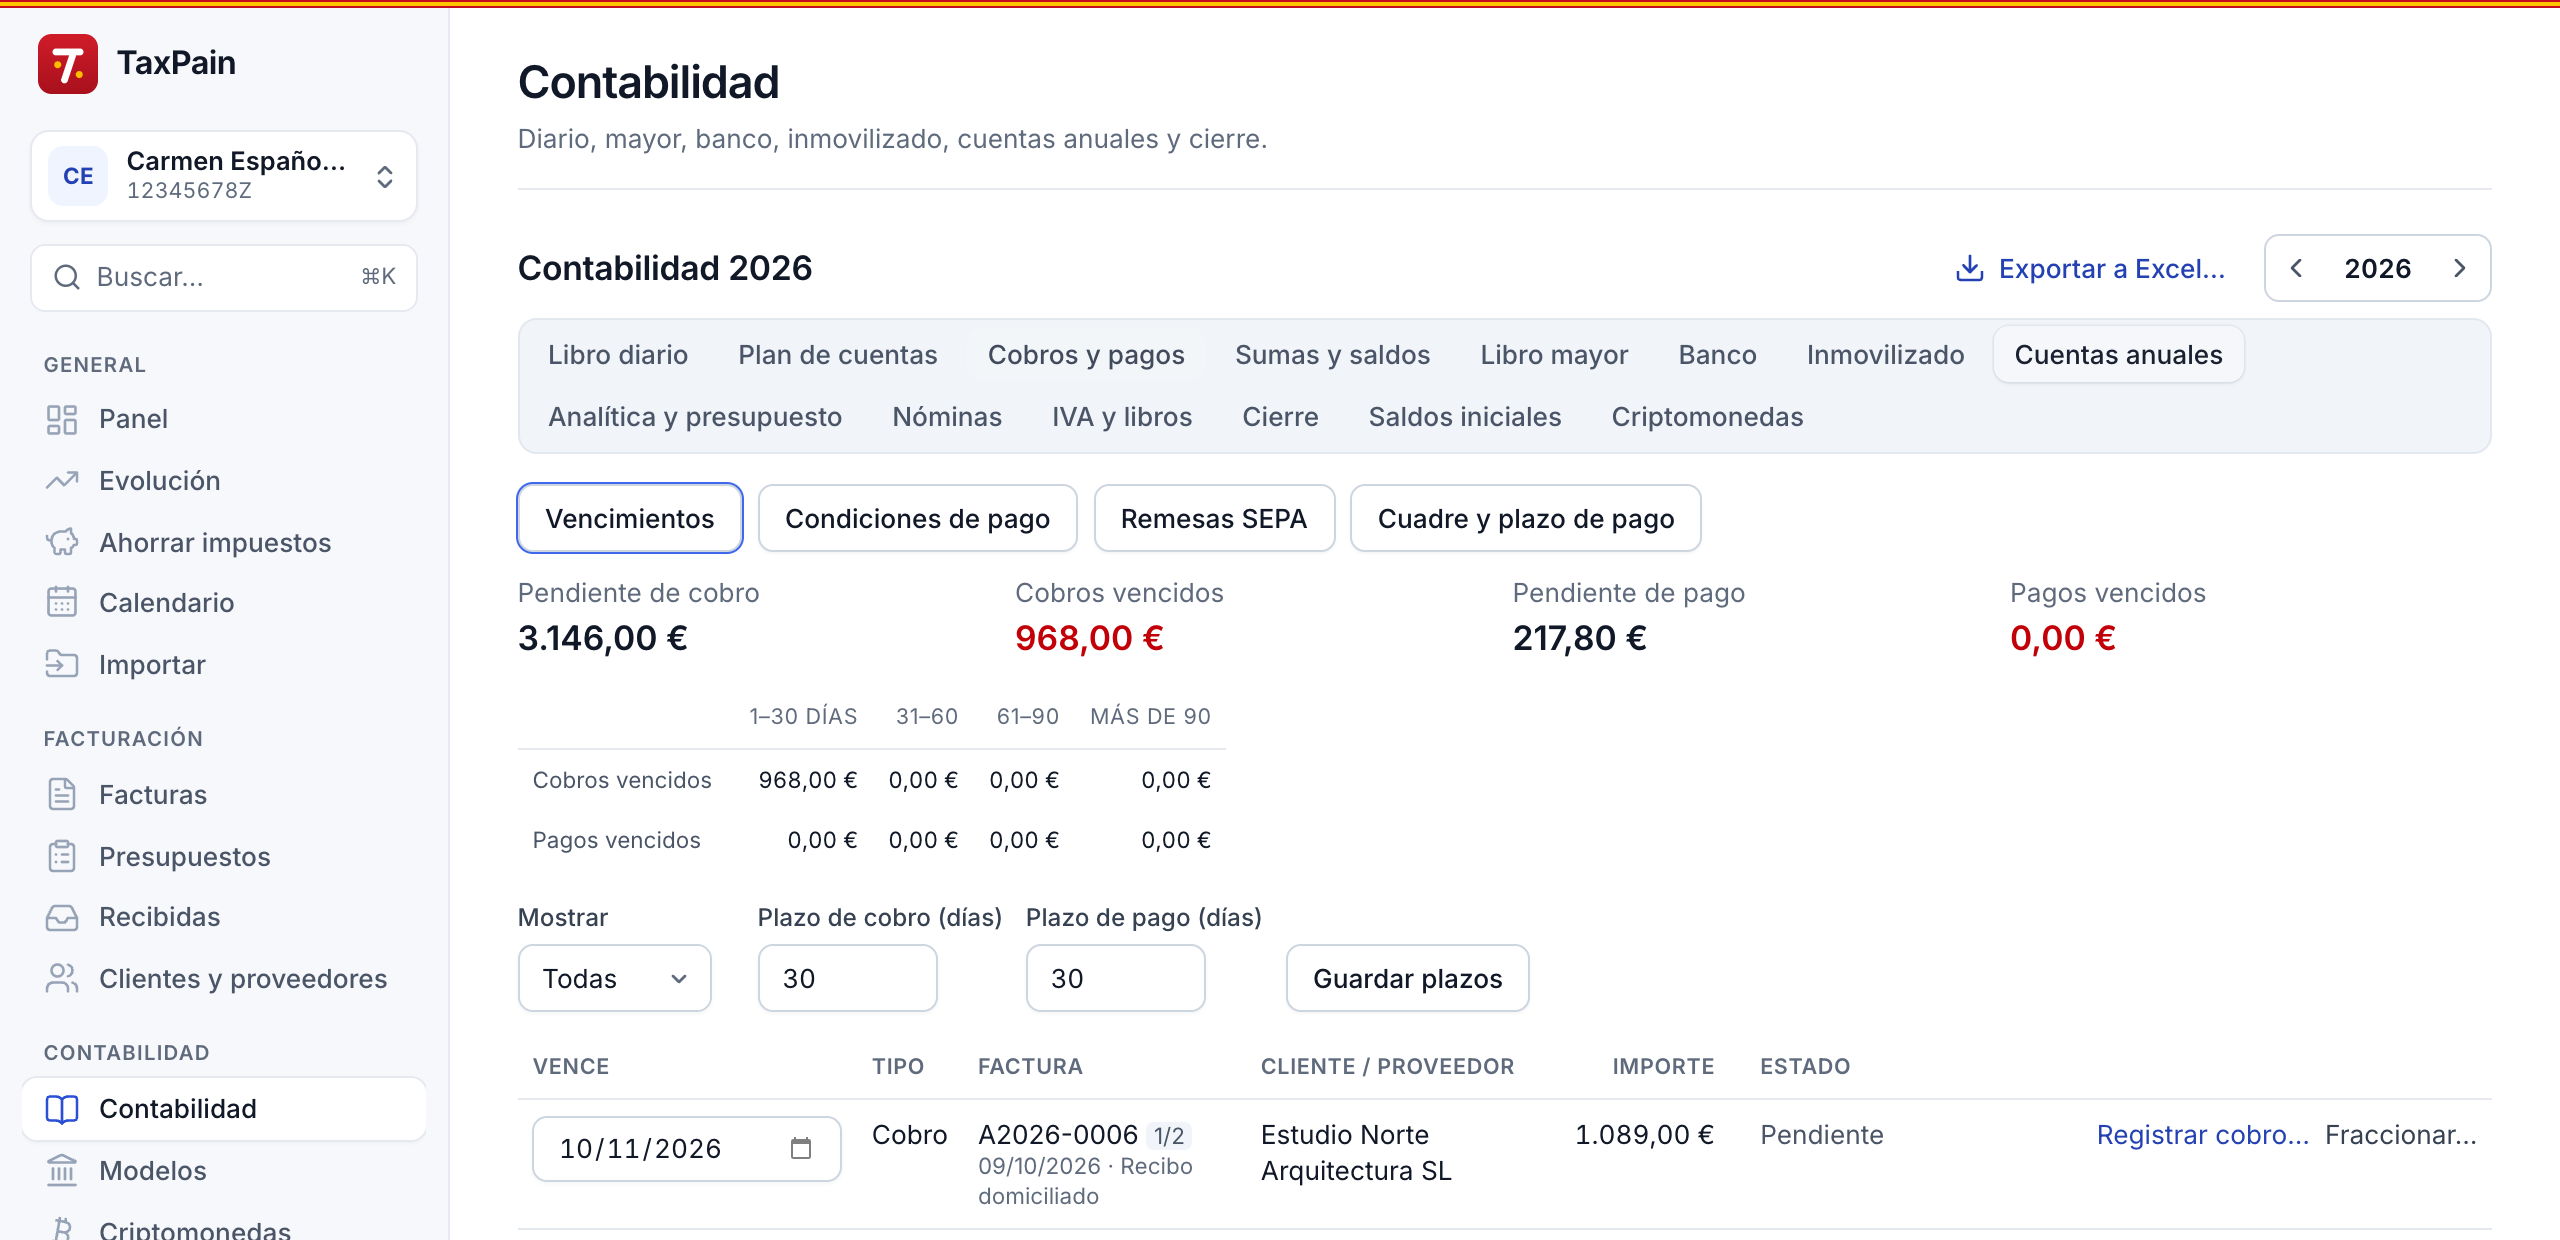 TaxPain
CE
Carmen Españo...
12345678Z
Buscar...
⌘K
GENERAL
Panel
Evolución
Ahorrar impuestos
Calendario
Importar
FACTURACIÓN
Facturas
Presupuestos
Recibidas
Clientes y proveedores
CONTABILIDAD
Contabilidad
Modelos
Criptomonedas
Contabilidad
Diario, mayor, banco, inmovilizado, cuentas anuales y cierre.
Contabilidad 2026
Exportar a Excel...
2026
Libro diario Plan de cuentas Cobros y pagos Sumas y saldos Libro mayor Banco Inmovilizado Cuentas anuales
Analítica y presupuesto Nóminas IVA y libros Cierre Saldos iniciales Criptomonedas
Vencimientos Condiciones de pago Remesas SEPA Cuadre y plazo de pago
Pendiente de cobro Cobros vencidos Pendiente de pago Pagos vencidos
3.146,00 € 968,00 € 217,80 € 0,00 €
1–30 DÍAS 31–60 61–90 MÁS DE 90
Cobros vencidos 968,00 € 0,00 € 0,00 € 0,00 €
Pagos vencidos 0,00 € 0,00 € 0,00 € 0,00 €
Mostrar Plazo de cobro (días) Plazo de pago (días)
Todas 30 30 Guardar plazos
VENCE TIPO FACTURA CLIENTE / PROVEEDOR IMPORTE ESTADO
10/11/2026 Cobro A2026-0006 1/2 Estudio Norte 1.089,00 € Pendiente Registrar cobro... Fraccionar...
09/10/2026 · Recibo Arquitectura SL
domiciliado